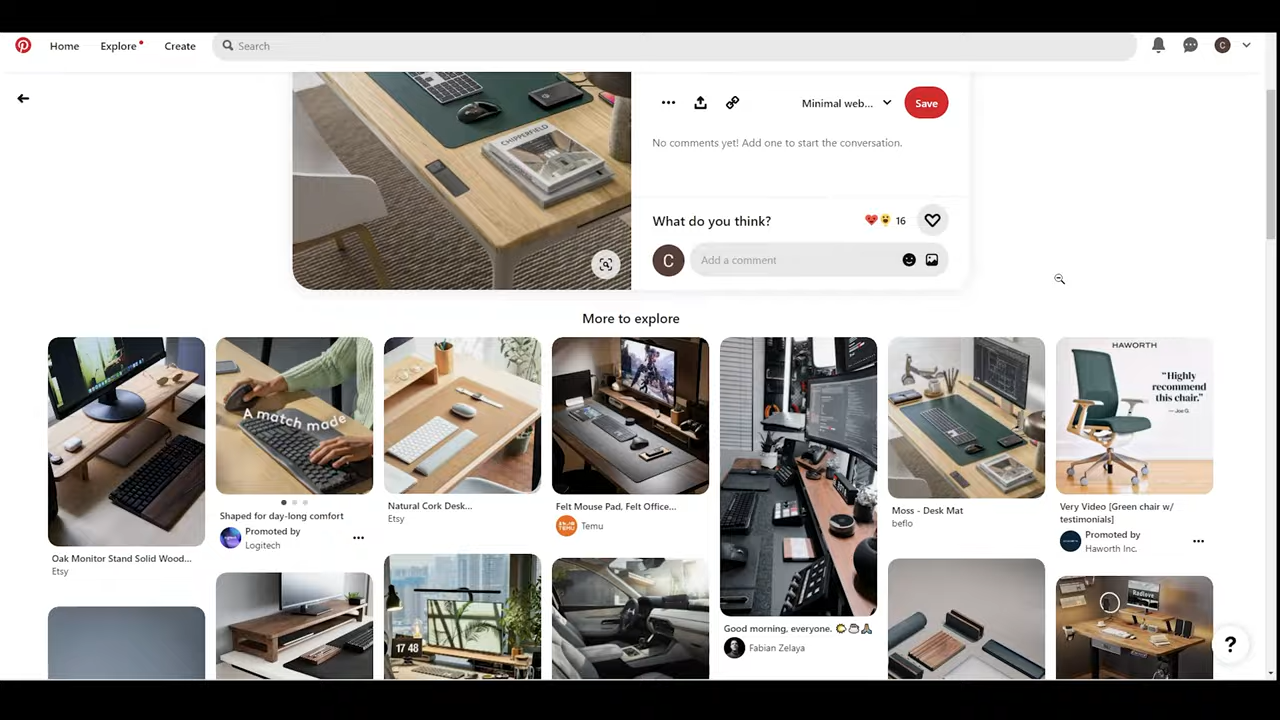 Home
Explore
Create
Search
Minimal web...
Save
No comments yet! Add one to start the conversation.
CHIPPERFIELD
What do you think?
16
C
Add a comment
More to explore
HAWORTH
"Highly
recommend
this chair."
— Joe G.
A match made
Natural Cork Desk...
Etsy
Felt Mouse Pad, Felt Office...
Temu
Moss - Desk Mat
beflo
Very Video [Green chair w/
testimonials]
Promoted by
Haworth Inc.
Shaped for day-long comfort
Promoted by
Logitech
Oak Monitor Stand Solid Wood...
Etsy
Good morning, everyone.
Fabian Zelaya
17 48
?